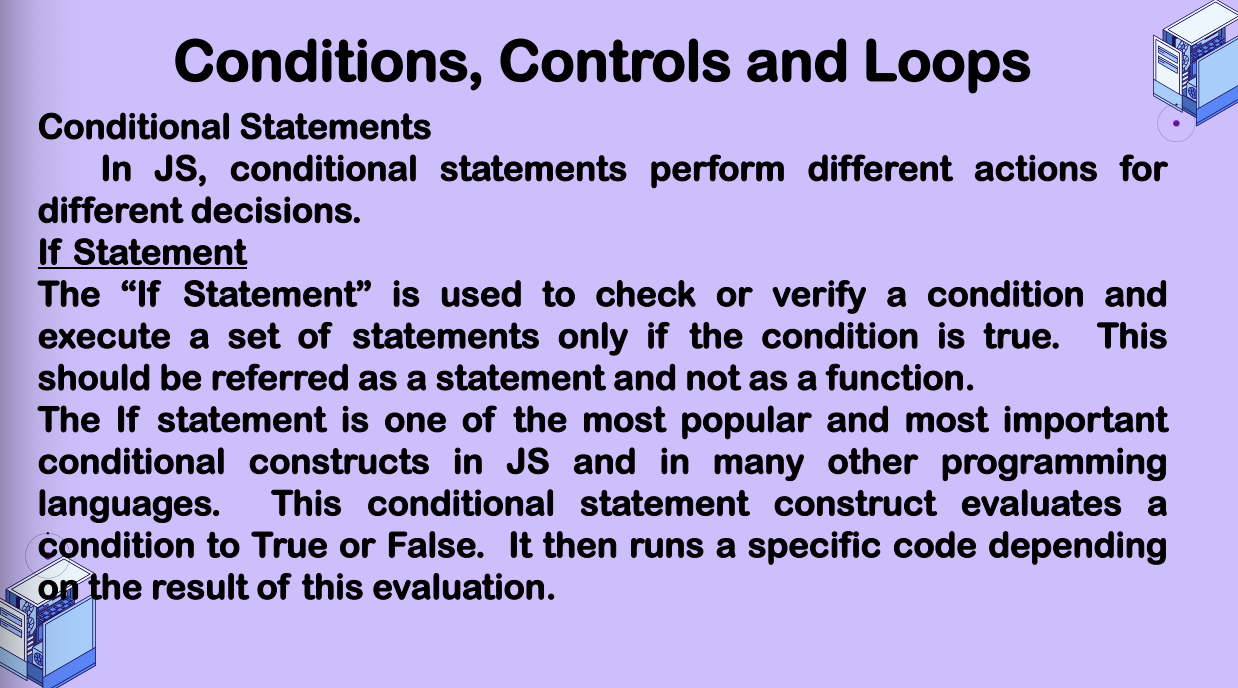 Conditions, Controls and Loops
Conditional Statements
In JS, conditional statements perform different actions for
different decisions.
If Statement
The “If Statement” is used to check or verify a condition and
execute a set of statements only if the condition is true. This
should be referred as a statement and not as a function.
The If statement is one of the most popular and most important
conditional constructs in JS and in many other programming
languages. This conditional statement construct evaluates a
condition to True or False. It then runs a specific code depending
on the result of this evaluation.